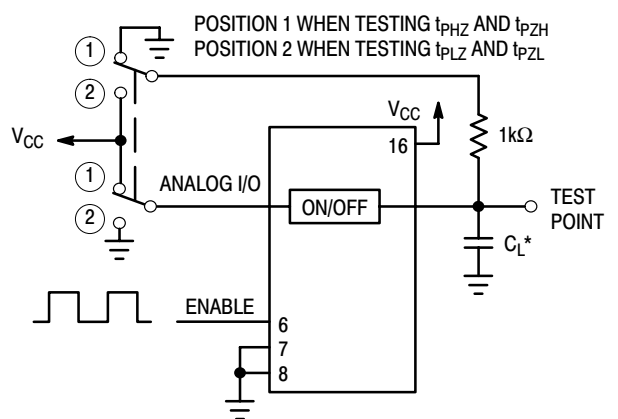 POSITION 1 WHEN TESTING tPHZ AND tPZH
POSITION 2 WHEN TESTING tPLZ AND tPZL
1
2
VCC
VCC
16
1kΩ
1
ANALOG I/O
ON/OFF
TEST
POINT
2
CL*
ENABLE
6
7
8